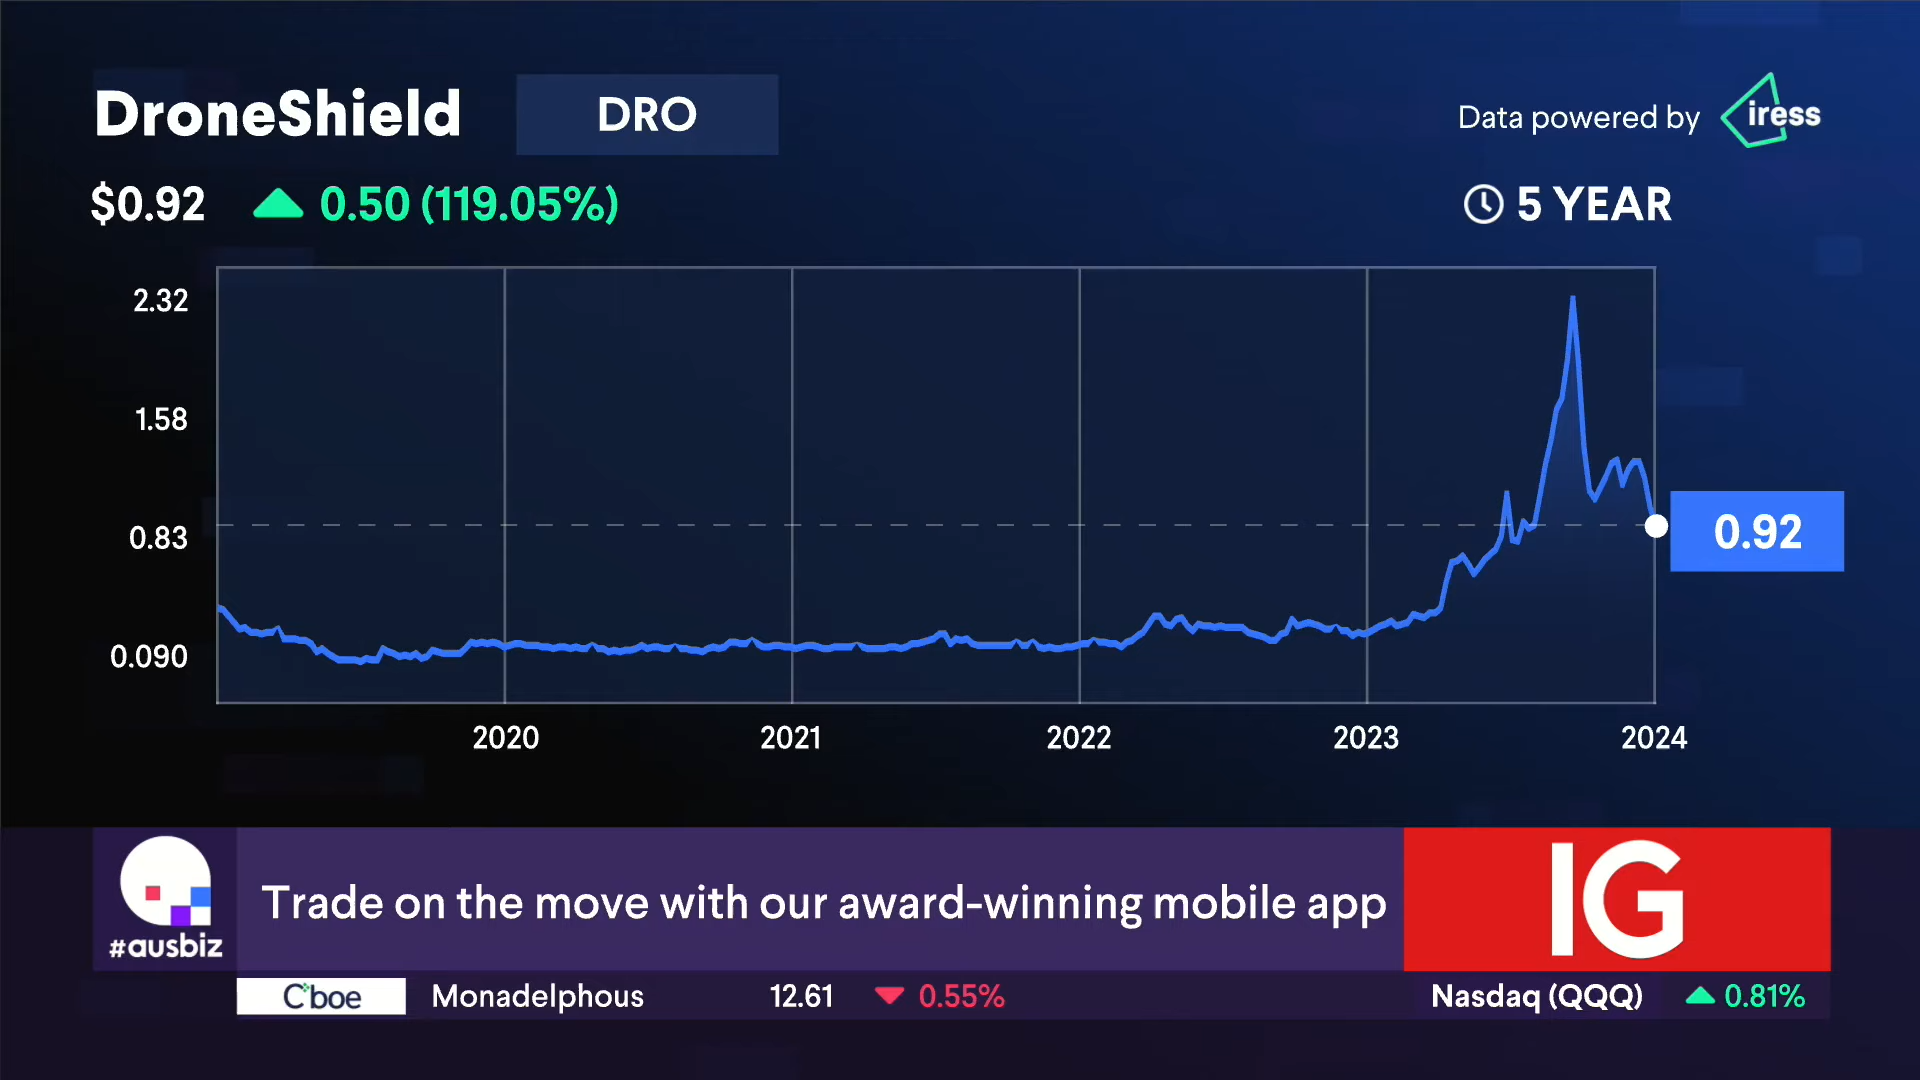 DroneShield
DRO
Data powered by iress
$0.92 0.50 (119.05%)
5 YEAR
2.32
1.58
0.83
0.090
0.92
2020 2021 2022 2023 2024
Trade on the move with our award-winning mobile app
IG
#ausbiz
Cboe Monadelphous 12.61 0.55% Nasdaq (QQQ) 0.81%